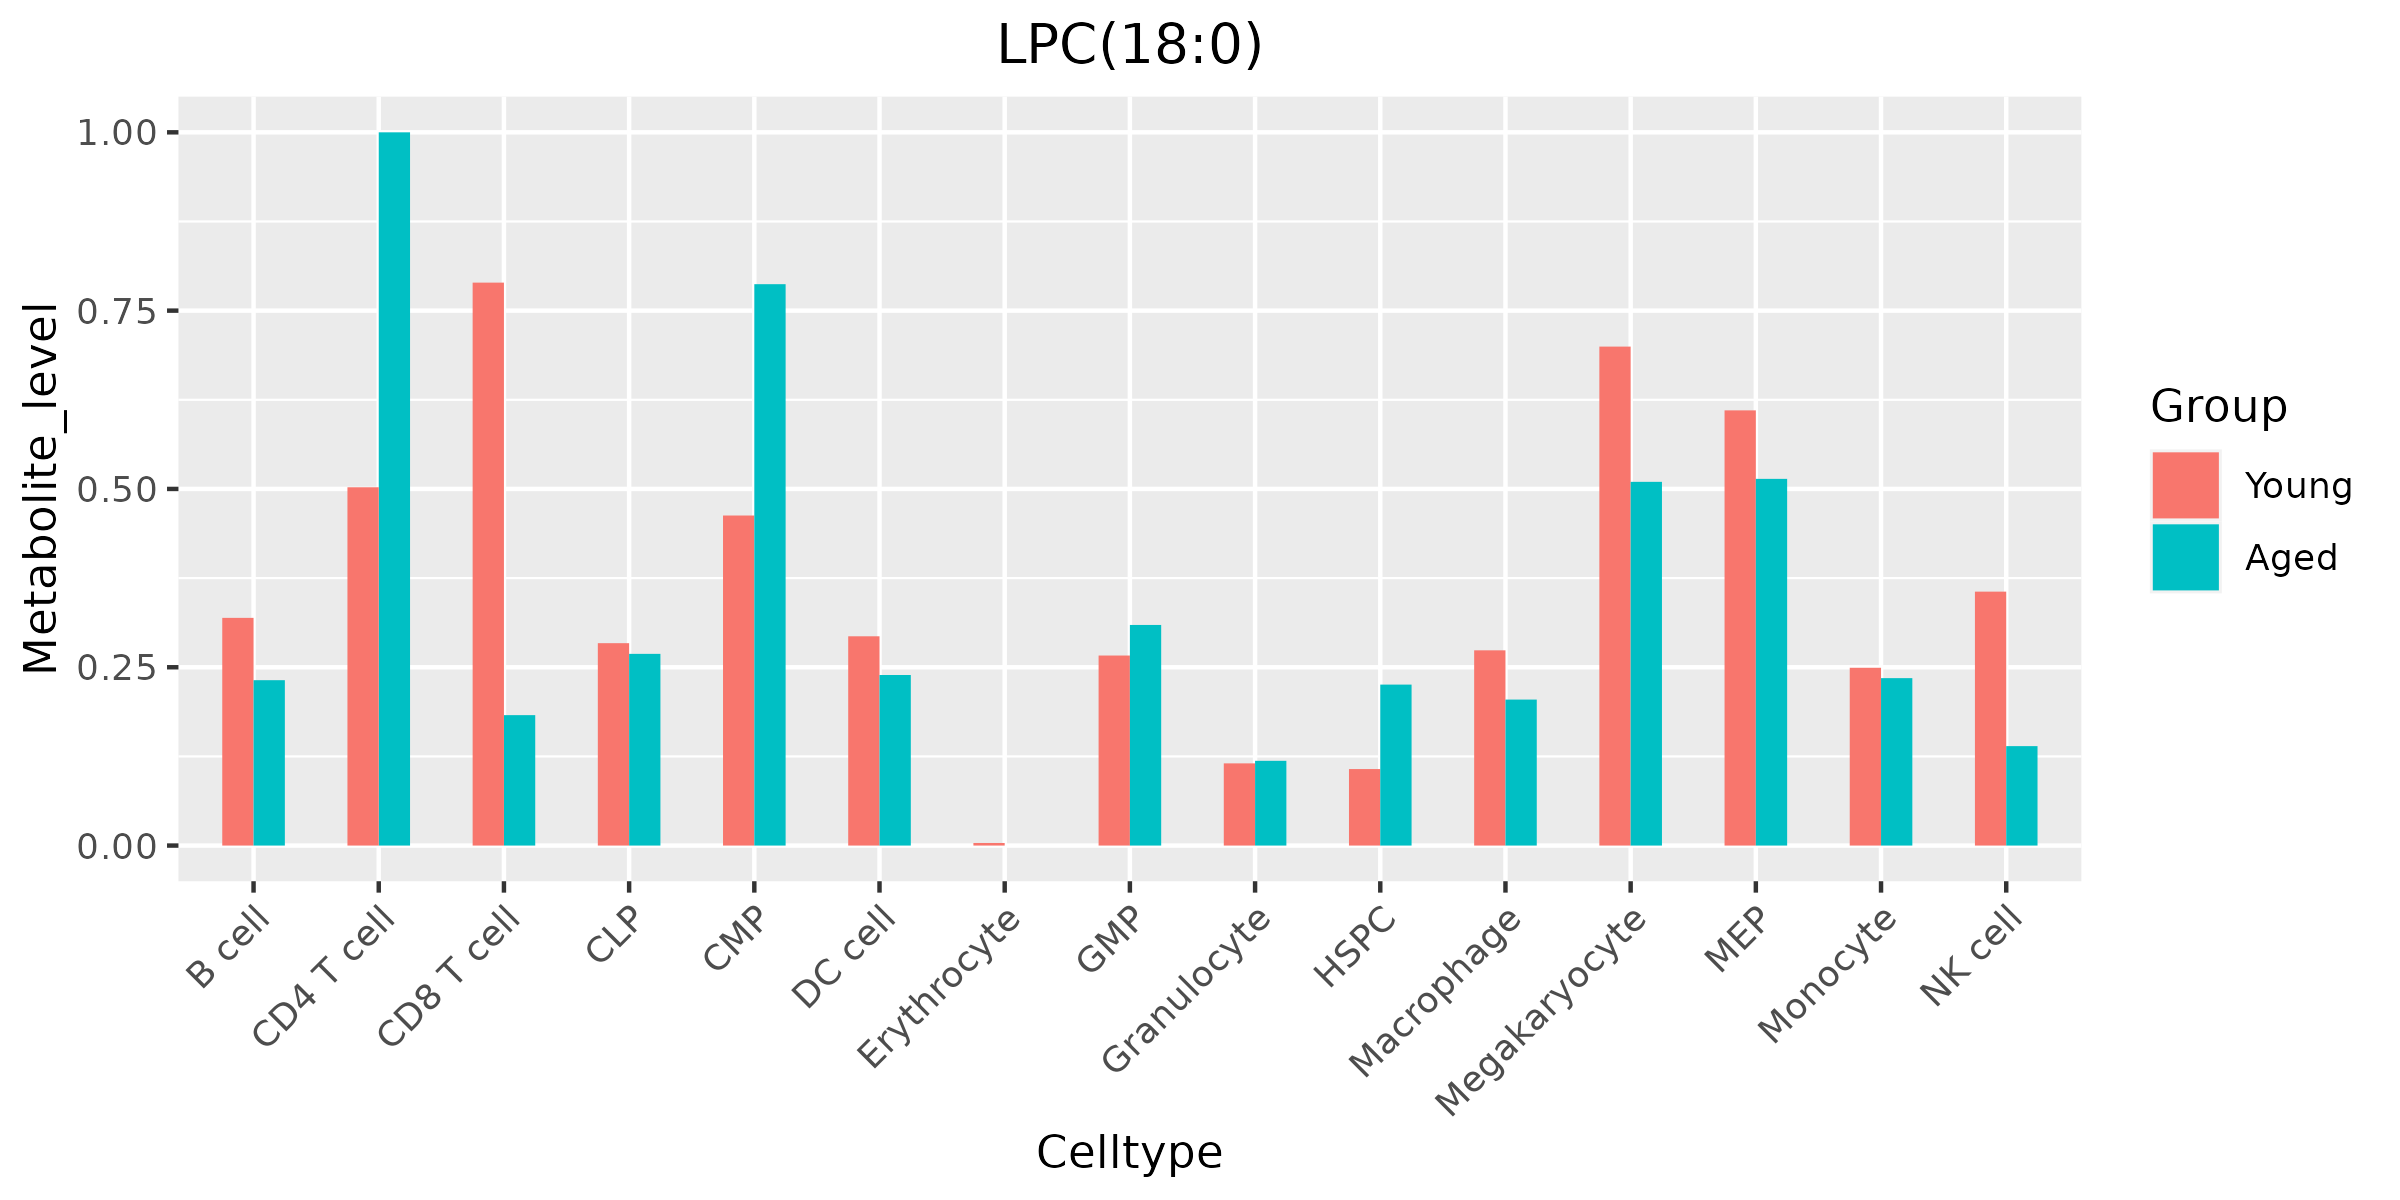 LPC(18:0)
Metabolite_level
1.00
0.75
0.50
0.25
0.00
B cell
CD4 T cell
CD8 T cell
CLP
CMP
DC cell
Erythrocyte
GMP
Granulocyte
HSPC
Macrophage
Megakaryocyte
MEP
Monocyte
NK cell
Celltype
Group
Young
Aged